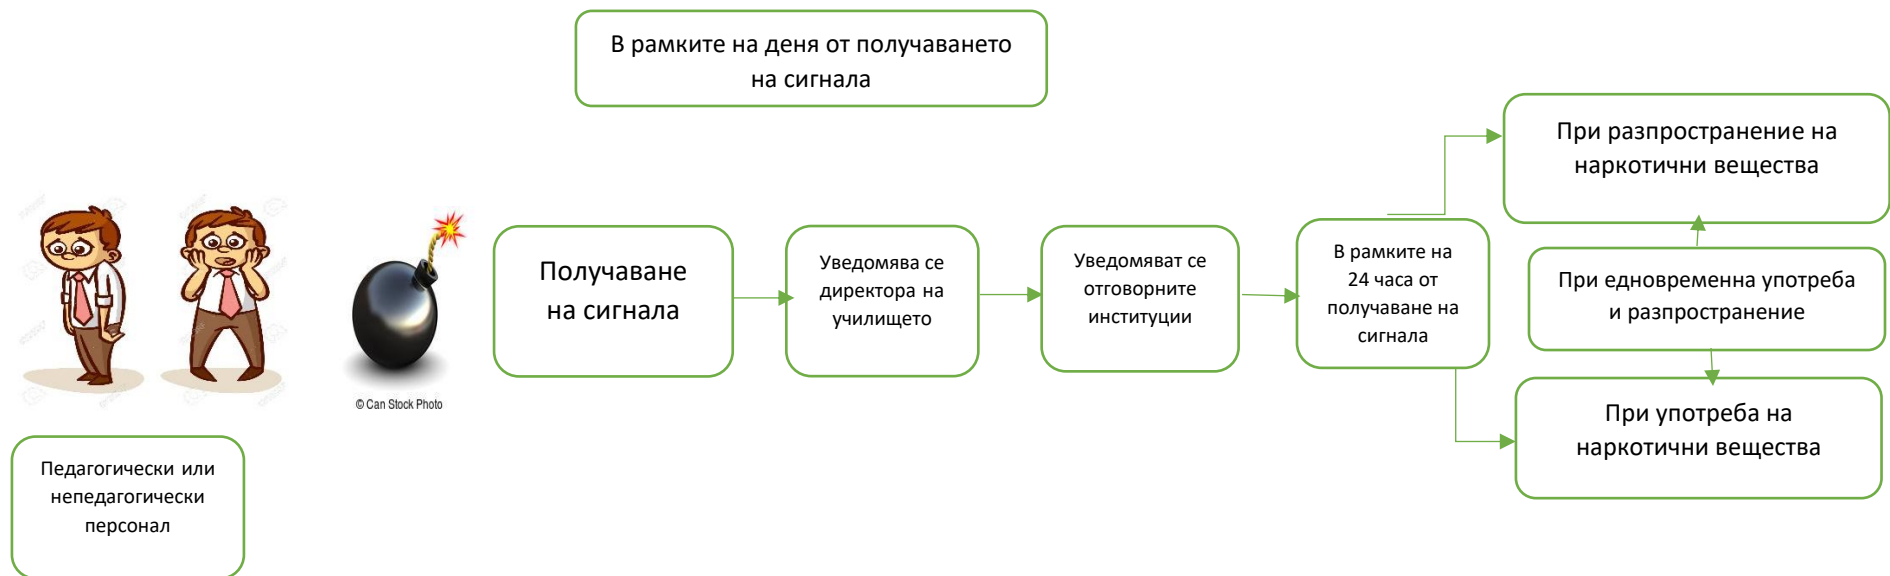 В рамките на деня от получаването
на сигнала
При разпространение на
наркотични вещества
Получаване
на сигнала
Уведомява се
директора на
училището
Уведомяват се
отговорните
институции
В рамките на
24 часа от
получаване на
сигнала
При едновременна употреба
и разпространение
При употреба на
наркотични вещества
© Can Stock Photo
Педагогически или
непедагогически
персонал